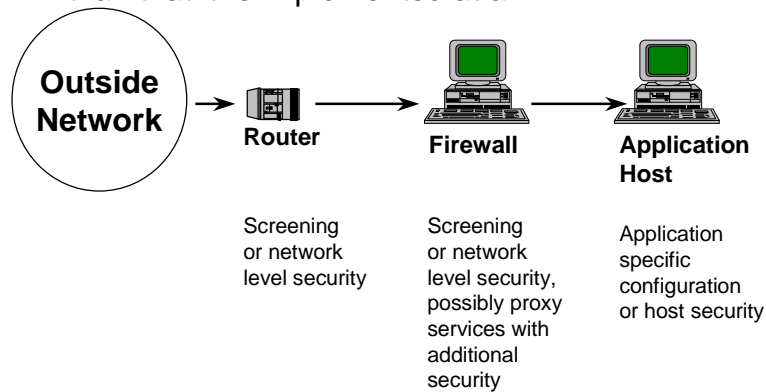 Outside
Network
Router
Firewall
Application
Host
Screening
or network
level security
Screening
or network
level security,
possibly proxy
services with
additional
security
Application
specific
configuration
or host security